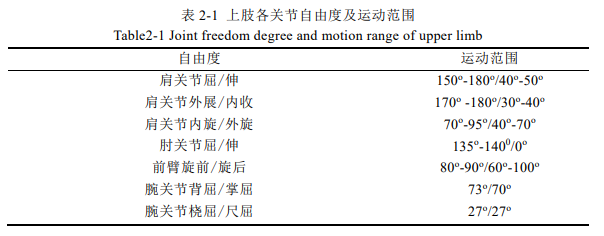 表 2-1 上肢各关节自由度及运动范围
Table2-1 Joint freedom degree and motion range of upper limb
自由度 运动范围
肩关节屈/伸 150º-180º/40º-50º
肩关节外展/内收 170º -180º/30º-40º
肩关节内旋/外旋 70º-95º/40º-70º
肘关节屈/伸 135º-140⁰/0º
前臂旋前/旋后 80º-90º/60º-100º
腕关节背屈/掌屈 73º/70º
腕关节桡屈/尺屈 27º/27º